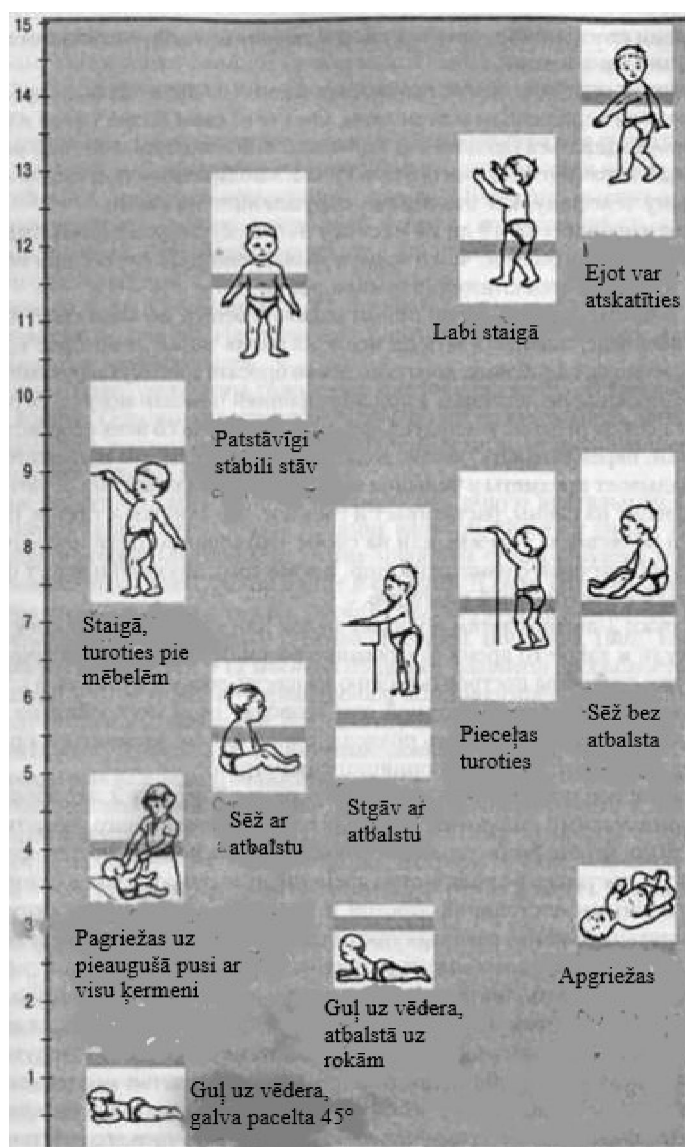 15
14
13
12
11
10
9
8
7
6
5
4
3
2
1
Ejot var
atskatīties
Labi staigā
Patstāvīgi
stabili stāv
Staigā,
turoties pie
mēbelēm
Sēž bez
atbalsta
Pieceļas
turoties
Sēž ar
atbalstu
Stgāv ar
atbalstu
Pagriežas uz
pieaugušā pusi ar
visu ķermeni
Apgriežas
Guļ uz vēdera,
atbalstā uz
rokām
Guļ uz vēdera,
galva pacelta 45°